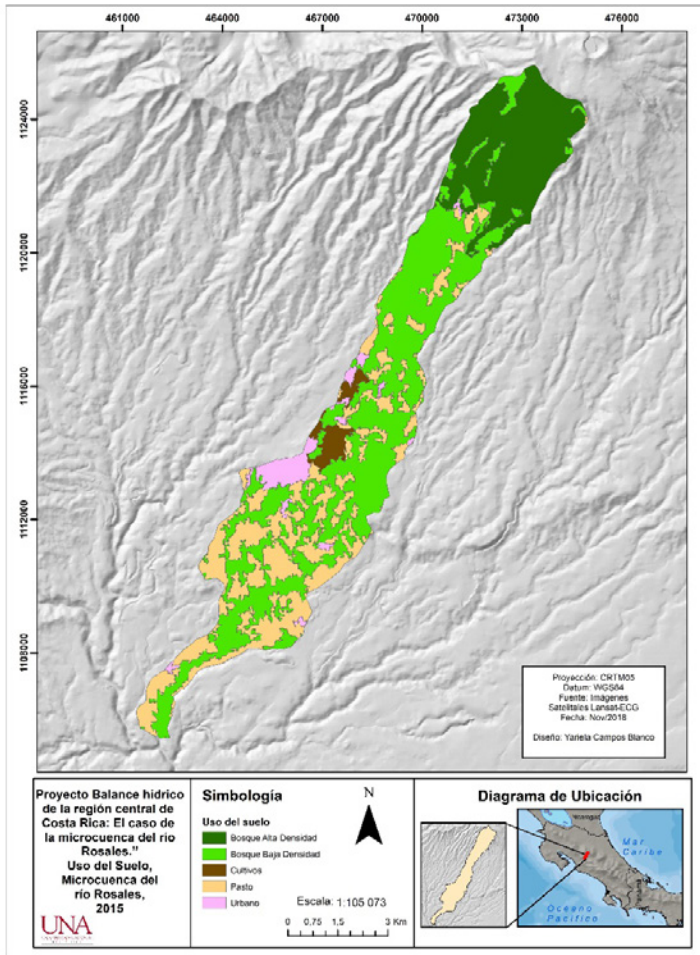 461000 464000 467000 470000 473000 476000
1124000
1120000
1116000
1112000
1108000
Proyección: CRTM05
Datum: WGS84
Fuente: Imágenes
Satelitales Lansat-ECG
Fecha: Nov/2018
Diseño: Yariela Campos Blanco
Proyecto Balance hídrico
de la región central de
Costa Rica: El caso de
la microcuenca del río
Rosales.”
Uso del Suelo,
Microcuenca del
río Rosales,
2015
UNA
Simbología
Uso del suelo
Bosque Alta Densidad
Bosque Baja Densidad
Cultivos
Pasto
Urbano
N
Escala: 1:105 073
0 0,75 1,5 3 Km
Diagrama de Ubicación
Mar
Caribe
Oceano
Pacífico